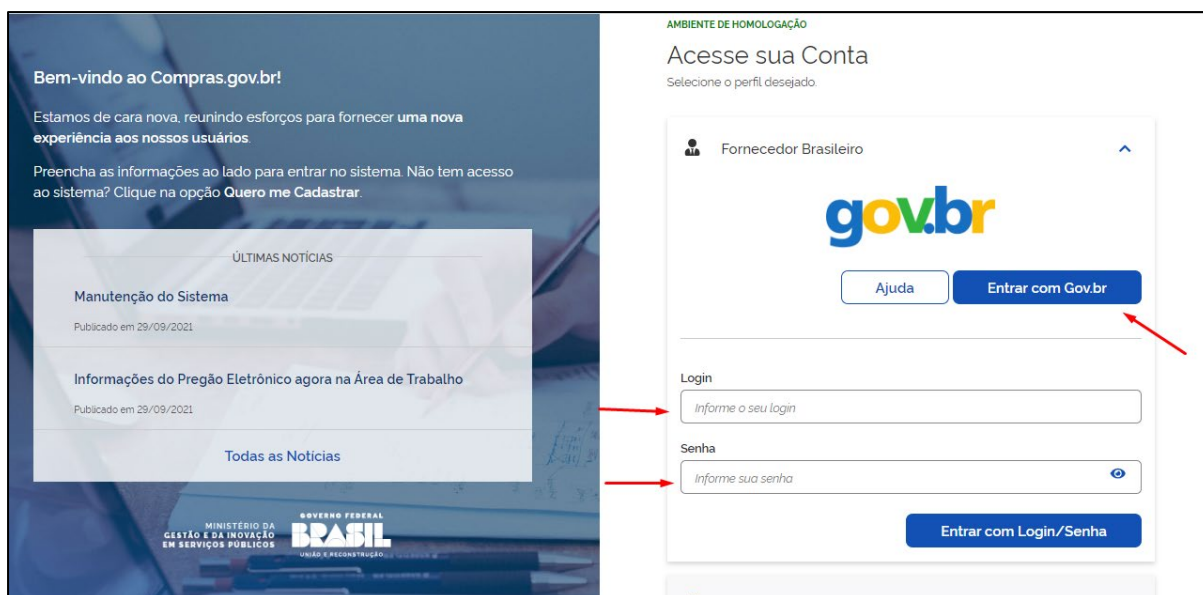 Bem-vindo ao Compras.gov.br!
Estamos de cara nova, reunindo esforços para fornecer uma nova
experiência aos nossos usuários.
Preencha as informações ao lado para entrar no sistema. Não tem acesso
ao sistema? Clique na opção Quero me Cadastrar.
ÚLTIMAS NOTÍCIAS
Manutenção do Sistema
Publicado em 29/09/2021
Informações do Pregão Eletrônico agora na Área de Trabalho
Publicado em 29/09/2021
Todas as Notícias
MINISTÉRIO DA
GESTÃO E DA INOVAÇÃO
EM SERVIÇOS PÚBLICOS
GOVERNO FEDERAL
BRASIL
UNIÃO E RECONSTRUÇÃO
AMBIENTE DE HOMOLOGAÇÃO
Acesse sua Conta
Selecione o perfil desejado.
Fornecedor Brasileiro
gov.br
Ajuda
Entrar com Gov.br
Login
Informe o seu login
Senha
Informe sua senha
Entrar com Login/Senha